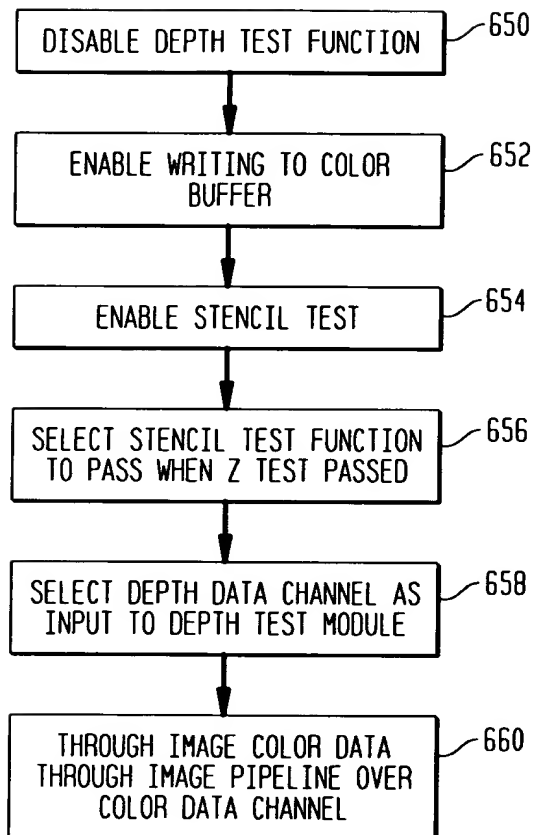 DISABLE DEPTH TEST FUNCTION
650
ENABLE WRITING TO COLOR
BUFFER
652
ENABLE STENCIL TEST
654
SELECT STENCIL TEST FUNCTION
TO PASS WHEN Z TEST PASSED
656
SELECT DEPTH DATA CHANNEL AS
INPUT TO DEPTH TEST MODULE
658
THROUGH IMAGE COLOR DATA
THROUGH IMAGE PIPELINE OVER
COLOR DATA CHANNEL
660